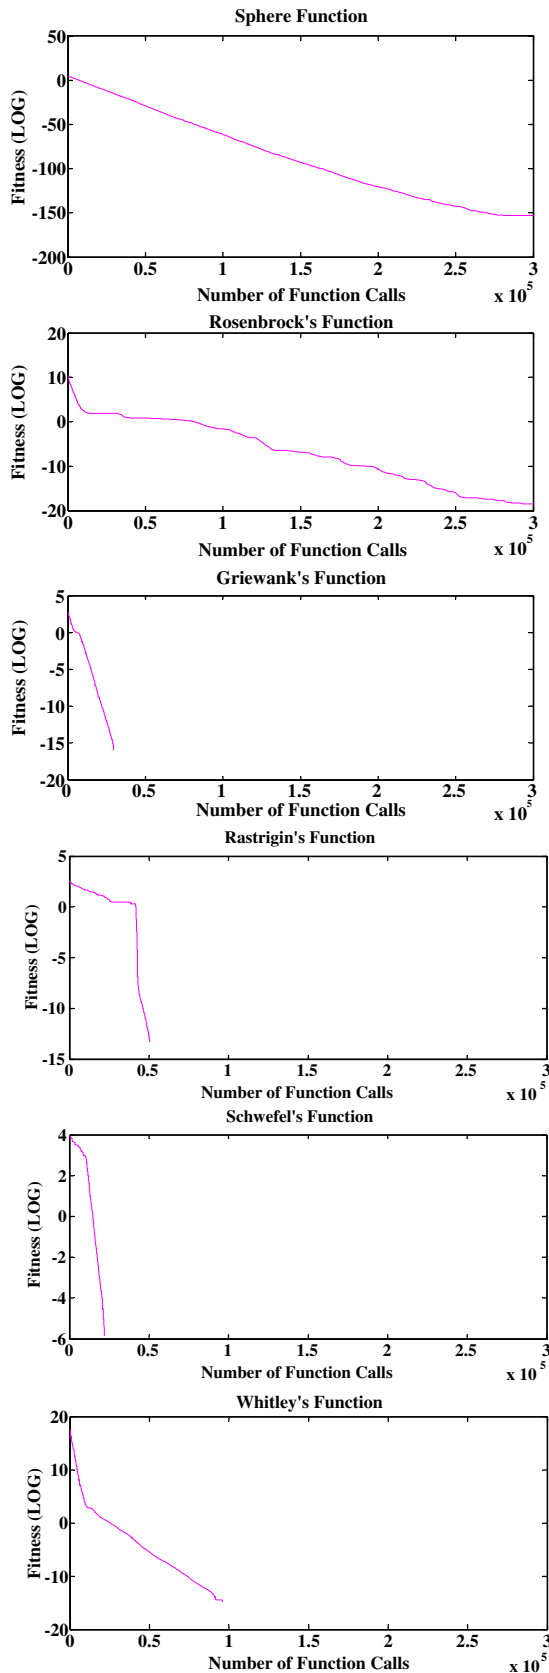 Sphere Function
50
0
-50
-100
-150
-200
Fitness (LOG)
0 0.5 1 1.5 2 2.5 3
Number of Function Calls
x 10^5
Rosenbrock's Function
20
10
0
-10
-20
Fitness (LOG)
0 0.5 1 1.5 2 2.5 3
Number of Function Calls
x 10^5
Griewank's Function
5
0
-5
-10
-15
-20
Fitness (LOG)
0 0.5 1 1.5 2 2.5 3
Number of Function Calls
x 10^5
Rastrigin's Function
5
0
-5
-10
-15
Fitness (LOG)
0 0.5 1 1.5 2 2.5 3
Number of Function Calls
x 10^5
Schwefel's Function
4
2
0
-2
-4
-6
Fitness (LOG)
0 0.5 1 1.5 2 2.5 3
Number of Function Calls
x 10^5
Whitley's Function
20
10
0
-10
-20
Fitness (LOG)
0 0.5 1 1.5 2 2.5 3
Number of Function Calls
x 10^5